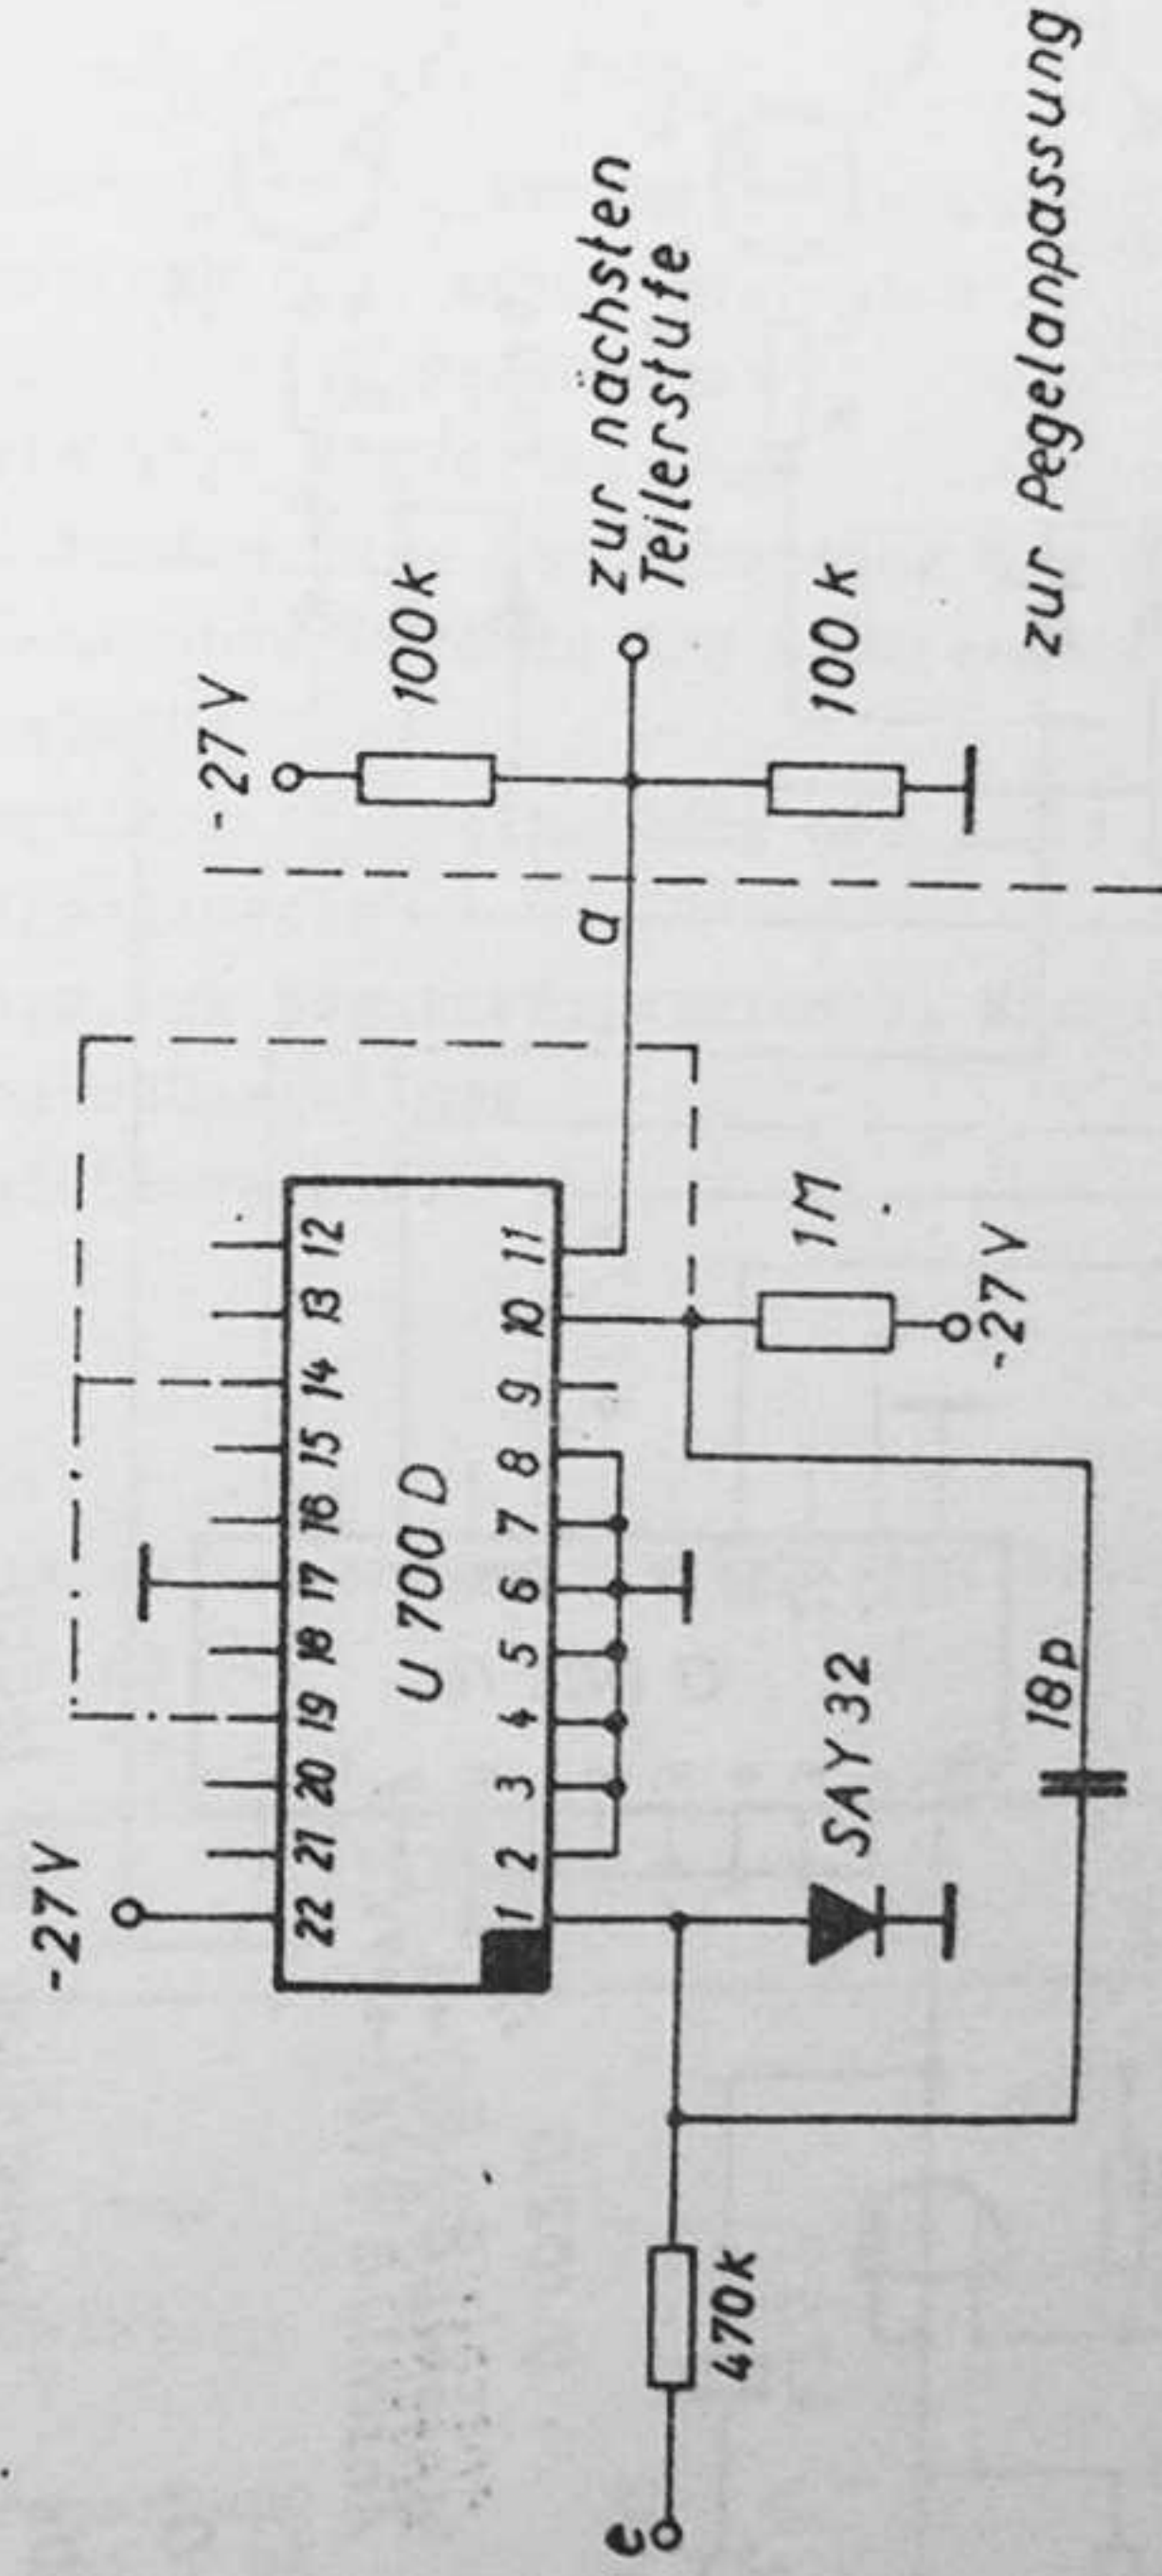 -27V
22 21 20 19 18 17 16 15 14 13 12
U 700 D
1 2 3 4 5 6 7 8 9 10 11
a
-27V
100k
zur nächsten
Teilerstufe
100k
zur Pegelanpassung
e
470k
SAY 32
18p
1M
-27V